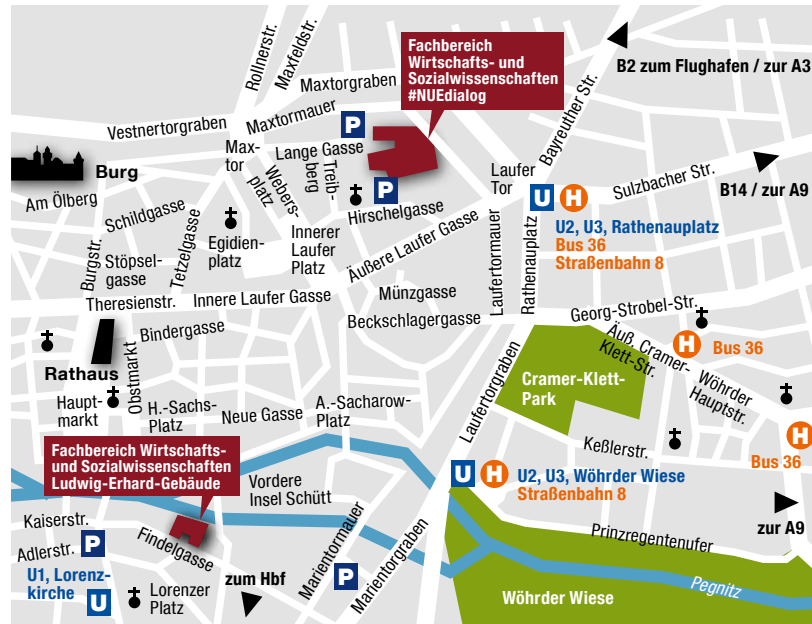 Rollnerstr.
Maxfeldstr.
Fachbereich
Wirtschafts- und
Sozialwissenschaften
#NUEdialog
B2 zum Flughafen / zur A3
Maxtorgraben
Bayreuther Str.
Vestnertorgraben
Maxtormauer
P
Max-
tor
Lange Gasse
Treib-
berg
Webers-
platz
Laufer
Tor
Burg
Am Ölberg
P
Hirschelgasse
U
H
Sulzbacher Str.
B14 / zur A9
Schildgasse
Tetzelgasse
Egidien-
platz
Innerer
Laufer
Platz
Äußere Laufer Gasse
Laufertormauer
Rathenauplatz
U2, U3, Rathenauplatz
Bus 36
Straßenbahn 8
Burgstr.
Stöpsel-
gasse
Theresienstr.
Innere Laufer Gasse
Münzgasse
Beckschlagergasse
Georg-Strobel-Str.
Bindergasse
Rathaus
Obstmarkt
Äuß. Cramer-
Klett-Str.
H
Bus 36
Cramer-Klett-
Park
Wöhrder
Hauptstr.
Laufertorgraben
Haupt-
markt
H.-Sachs-
Platz
Neue Gasse
A.-Sacharow-
Platz
Keßlerstr.
H
Bus 36
Fachbereich Wirtschafts-
und Sozialwissenschaften
Ludwig-Erhard-Gebäude
Vordere
Insel Schütt
U
H
U2, U3, Wöhrder Wiese
Straßenbahn 8
zur A9
Kaiserstr.
Adlerstr.
P
Findelgasse
Marientormauer
P
Marientorgraben
Prinzregentenufer
U1, Lorenz-
kirche
U
Lorenzer
Platz
zum Hbf
Pegnitz
Wöhrder Wiese